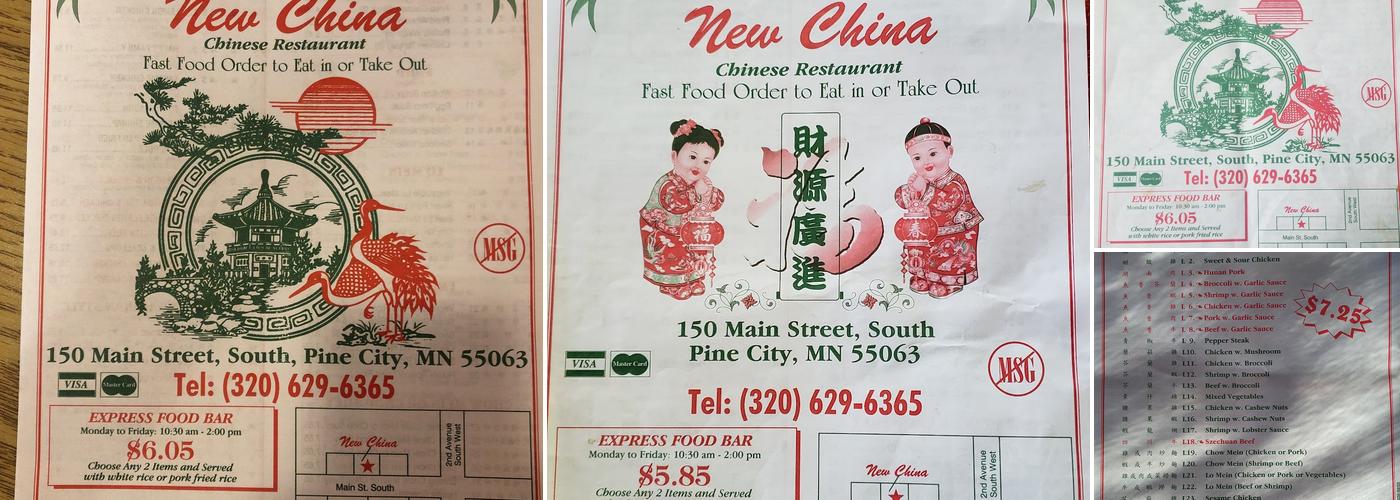 New China
Chinese Restaurant
Fast Food Order to Eat in or Take Out
MSG
150 Main Street, South, Pine City, MN 55063
VISA
Master Card
Tel: (320) 629-6365
EXPRESS FOOD BAR
Monday to Friday: 10:30 am - 2:00 pm
$6.05
Choose Any 2 Items and Served
with white rice or pork fried rice
New China
2nd Avenue
South West
Main St. South
New China
Chinese Restaurant
Fast Food Order to Eat in or Take Out
財源廣進
福
春
150 Main Street, South
Pine City, MN 55063
VISA
Master Card
MSG
Tel: (320) 629-6365
EXPRESS FOOD BAR
Monday to Friday: 10:30 am - 2:00 pm
$5.85
Choose Any 2 Items and Served
New China
2nd Avenue
South West
MSG
150 Main Street, South, Pine City, MN 55063
VISA
Master Card
Tel: (320) 629-6365
EXPRESS FOOD BAR
Monday to Friday: 10:30 am - 2:00 pm
$6.05
Choose Any 2 Items and Served
with white rice or pork fried rice
New China
2nd Avenue
South West
Main St. South
L 2. Sweet & Sour Chicken
L 3. Hunan Pork
L 4. Broccoli w. Garlic Sauce
L 5. Shrimp w. Garlic Sauce
L 6. Chicken w. Garlic Sauce
L 7. Pork w. Garlic Sauce
L 8. Beef w. Garlic Sauce
L 9. Pepper Steak
L10. Chicken w. Mushroom
L11. Chicken w. Broccoli
L12. Shrimp w. Broccoli
L13. Beef w. Broccoli
L14. Mixed Vegetables
L15. Chicken w. Cashew Nuts
L16. Shrimp w. Cashew Nuts
L17. Shrimp w. Lobster Sauce
L18. Szechuan Beef
L19. Chow Mein (Chicken or Pork)
L20. Chow Mein (Shrimp or Beef)
L21. Lo Mein (Chicken or Pork or Vegetables)
L22. Lo Mein (Beef or Shrimp)
L23. Sesame Chicken
$7.25